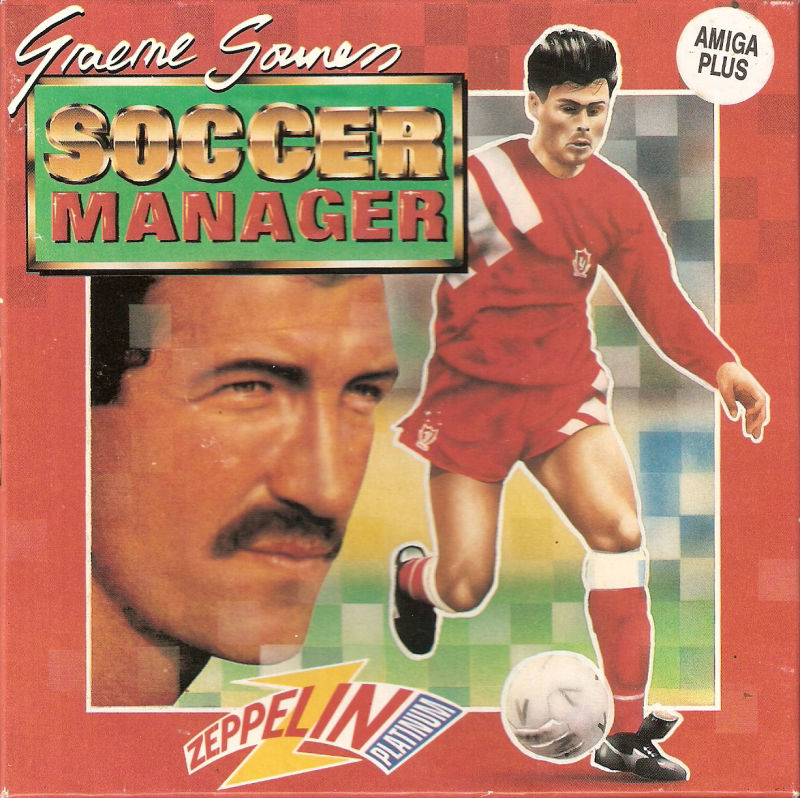 Graeme Souness
SOCCER
MANAGER
AMIGA
PLUS
ZEPPELIN
PLATINUM